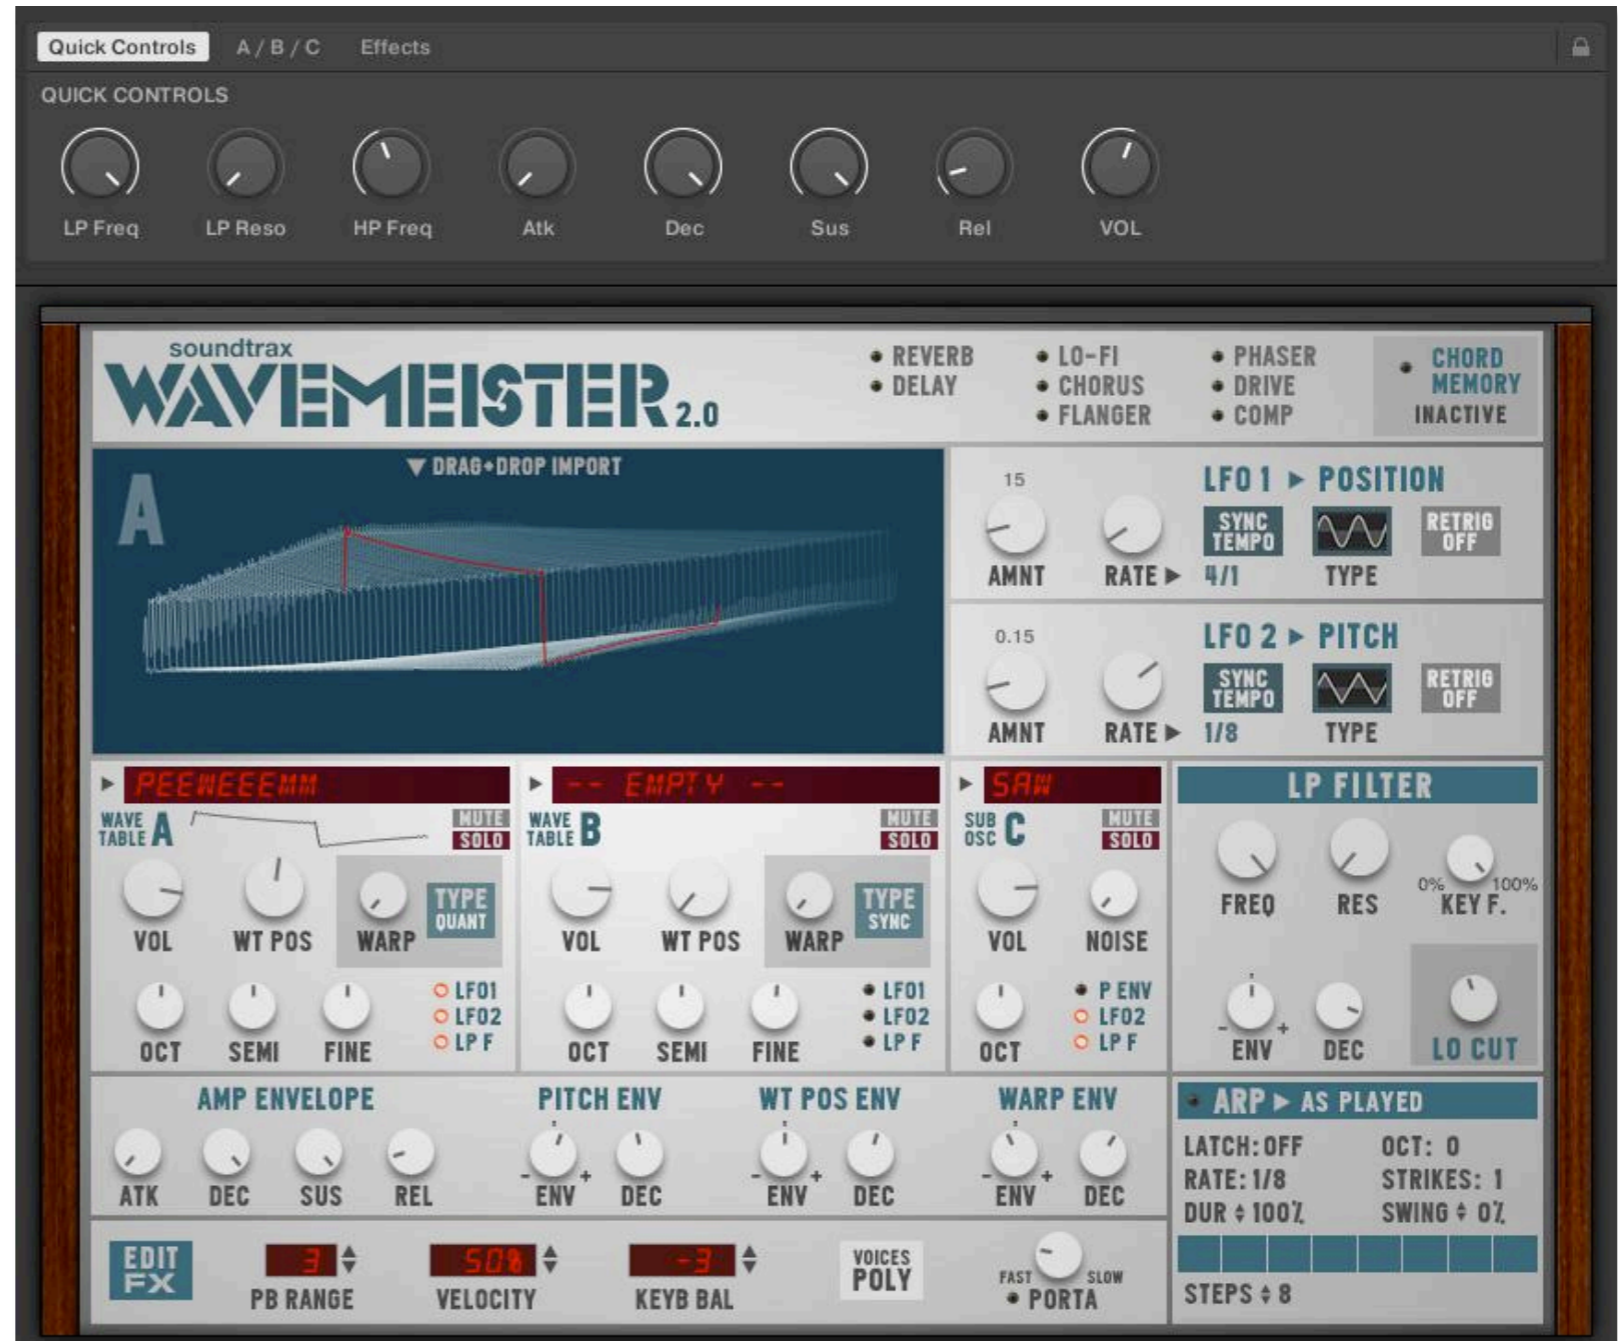 Quick Controls A / B / C Effects
QUICK CONTROLS
LP Freq LP Reso HP Freq Atk Dec Sus Rel VOL
soundtrax
WAVEMEISTER 2.0
REVERB LO-FI PHASER
DELAY CHORUS DRIVE
FLANGER COMP
CHORD
MEMORY
INACTIVE
A
▼ DRAG+DROP IMPORT
15
LFO 1 ▶ POSITION
SYNC
TEMPO
RETRIG
OFF
AMNT RATE ▶ 4/1 TYPE
0.15
LFO 2 ▶ PITCH
SYNC
TEMPO
RETRIG
OFF
AMNT RATE ▶ 1/8 TYPE
PEEWEEEMM
WAVE
TABLE A
MUTE
SOLO
TYPE
QUANT
VOL WT POS WARP
LFO1
LFO2
LP F
OCT SEMI FINE
-- EMPTY --
WAVE
TABLE B
MUTE
SOLO
TYPE
SYNC
VOL WT POS WARP
LFO1
LFO2
LP F
OCT SEMI FINE
SAW
SUB
OSC C
MUTE
SOLO
VOL NOISE
P ENV
LFO2
LP F
OCT
LP FILTER
0% 100%
FREQ RES KEY F.
- +
ENV DEC LO CUT
AMP ENVELOPE PITCH ENV WT POS ENV WARP ENV
- + - + - +
ATK DEC SUS REL ENV DEC ENV DEC ENV DEC
ARP ▶ AS PLAYED
LATCH: OFF OCT: 0
RATE: 1/8 STRIKES: 1
DUR 100% SWING 0%
STEPS 8
EDIT
FX
3 50% -3
PB RANGE VELOCITY KEYB BAL
VOICES
POLY
FAST SLOW
PORTA